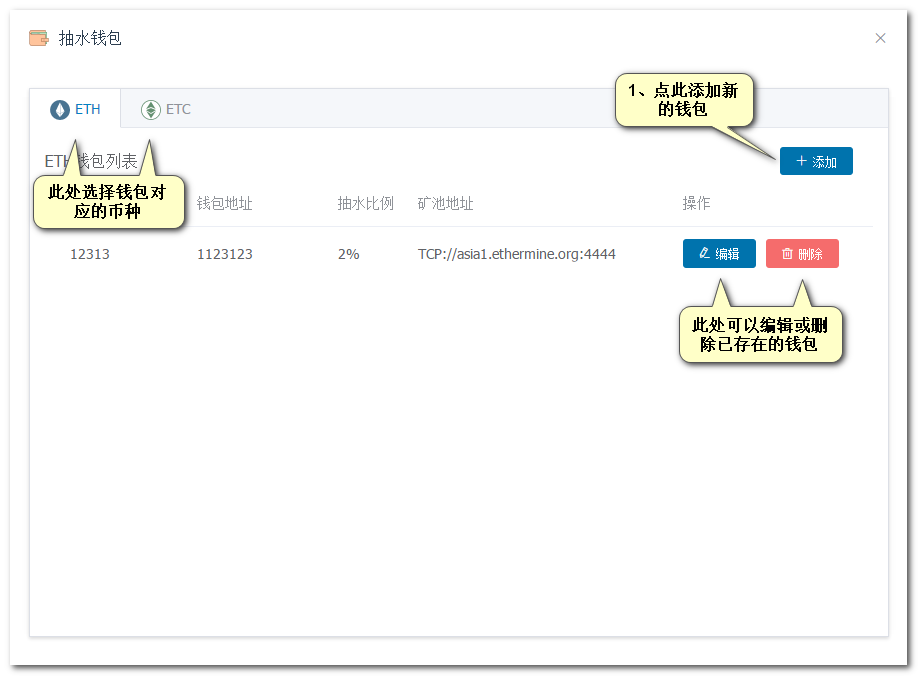 抽水钱包
ETH
ETC
1、点此添加新
的钱包
ETH钱包列表
添加
此处选择钱包对
应的币种
钱包地址
抽水比例
矿池地址
操作
12313
1123123
2%
TCP://asia1.ethermine.org:4444
编辑
删除
此处可以编辑或删
除已存在的钱包